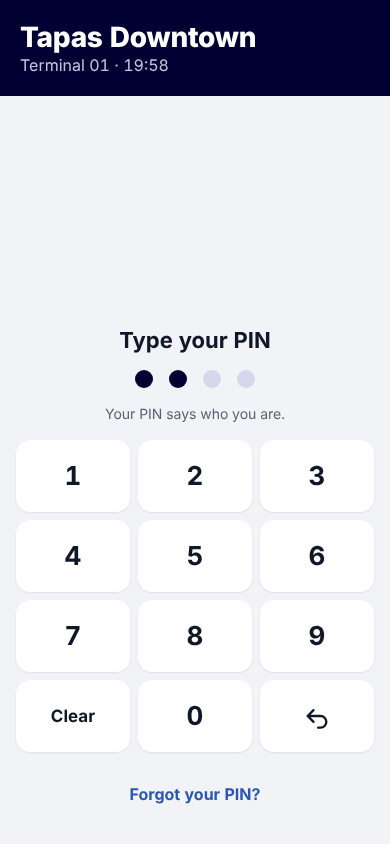 Tapas Downtown
Terminal 01 · 19:58
Type your PIN
Your PIN says who you are.
1 2 3
4 5 6
7 8 9
Clear 0
Forgot your PIN?